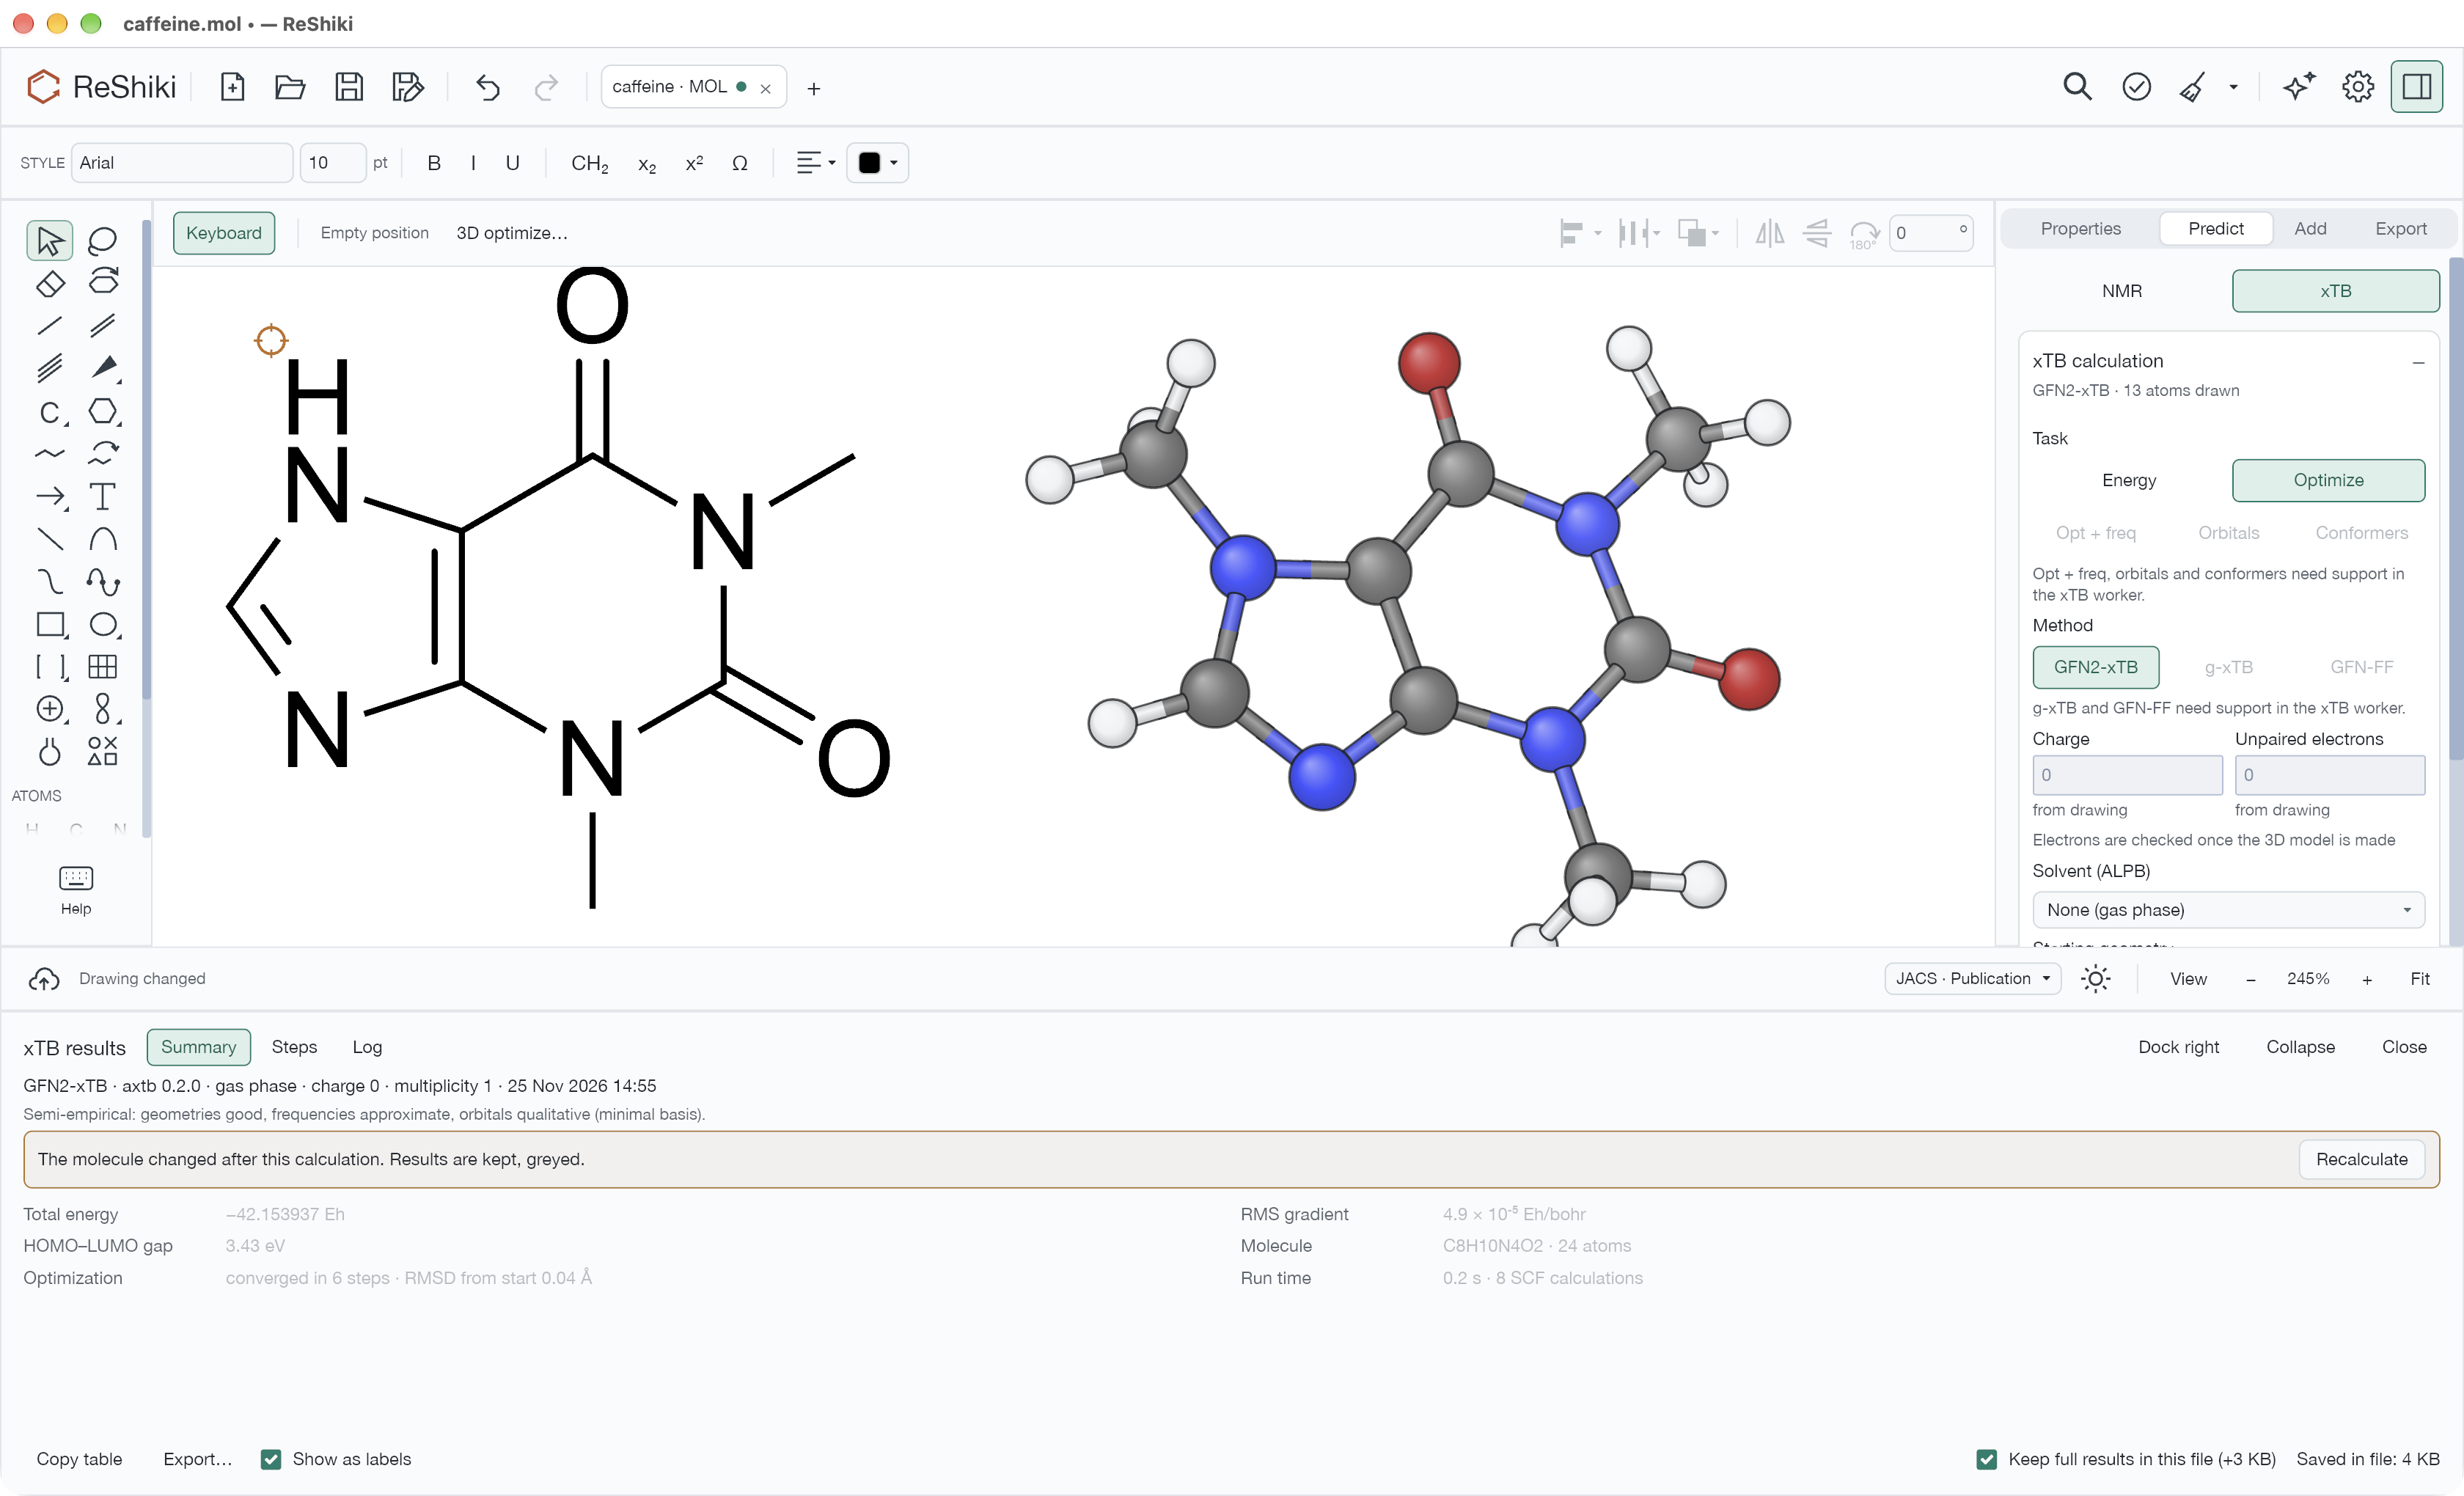 caffeine.mol • — ReShiki
ReShiki
caffeine · MOL
STYLE
Arial
10
pt
B
I
U
CH₂
x₂
x²
Ω
Keyboard
Empty position
3D optimize...
180°
0
°
Properties
Predict
Add
Export
NMR
xTB
C
T
ATOMS
H C N
Help
O
H
N
N
N
N
O
xTB calculation
GFN2-xTB · 13 atoms drawn
Task
Energy
Optimize
Opt + freq
Orbitals
Conformers
Opt + freq, orbitals and conformers need support in
the xTB worker.
Method
GFN2-xTB
g-xTB
GFN-FF
g-xTB and GFN-FF need support in the xTB worker.
Charge
Unpaired electrons
0
0
from drawing
from drawing
Electrons are checked once the 3D model is made
Solvent (ALPB)
None (gas phase)
Starting geometry
Drawing changed
JACS · Publication
View
−
245%
+
Fit
xTB results
Summary
Steps
Log
Dock right
Collapse
Close
GFN2-xTB · axtb 0.2.0 · gas phase · charge 0 · multiplicity 1 · 25 Nov 2026 14:55
Semi-empirical: geometries good, frequencies approximate, orbitals qualitative (minimal basis).
The molecule changed after this calculation. Results are kept, greyed.
Recalculate
Total energy
−42.153937 Eh
RMS gradient
4.9 × 10⁻⁵ Eh/bohr
HOMO–LUMO gap
3.43 eV
Molecule
C8H10N4O2 · 24 atoms
Optimization
converged in 6 steps · RMSD from start 0.04 Å
Run time
0.2 s · 8 SCF calculations
Copy table
Export...
Show as labels
Keep full results in this file (+3 KB)
Saved in file: 4 KB